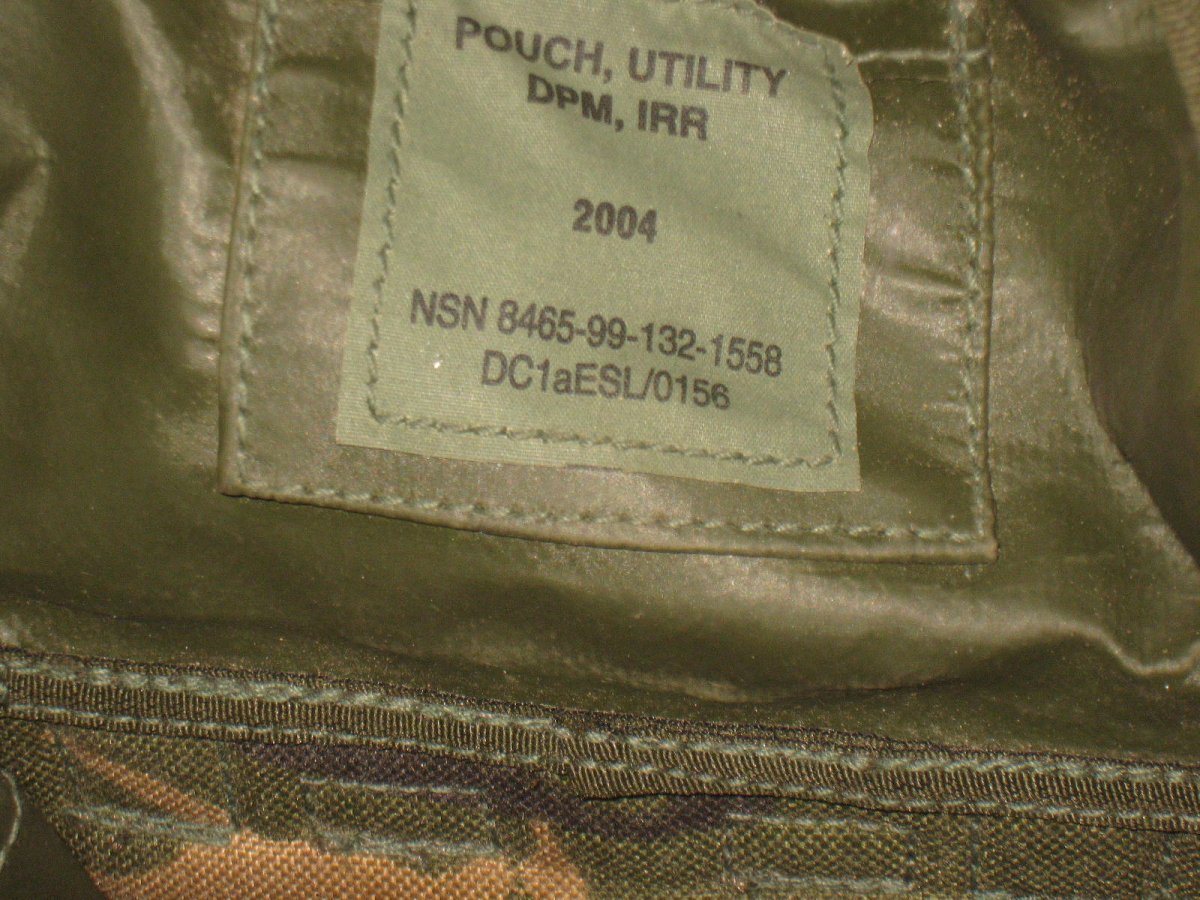 POUCH, UTILITY
DPM, IRR
2004
NSN 8465-99-132-1558
DC1aESL/0156